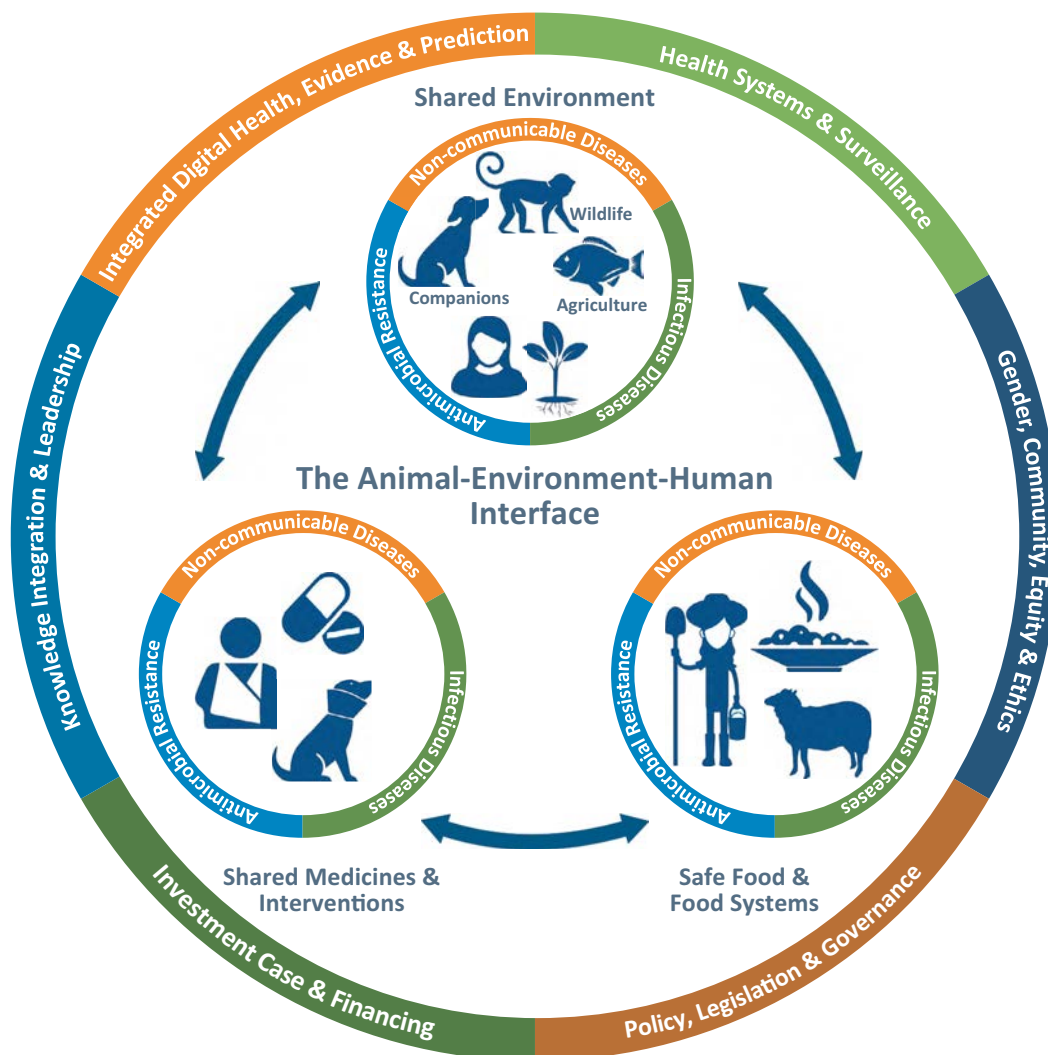 Integrated Digital Health, Evidence & Prediction
Health Systems & Surveillance
Gender, Community, Equity & Ethics
Policy, Legislation & Governance
Investment Case & Financing
Knowledge Integration & Leadership
Shared Environment
Non-communicable Diseases
Infectious Diseases
Antimicrobial Resistance
Wildlife
Companions
Agriculture
The Animal-Environment-Human
Interface
Non-communicable Diseases
Infectious Diseases
Antimicrobial Resistance
Shared Medicines &
Interventions
Non-communicable Diseases
Infectious Diseases
Antimicrobial Resistance
Safe Food &
Food Systems